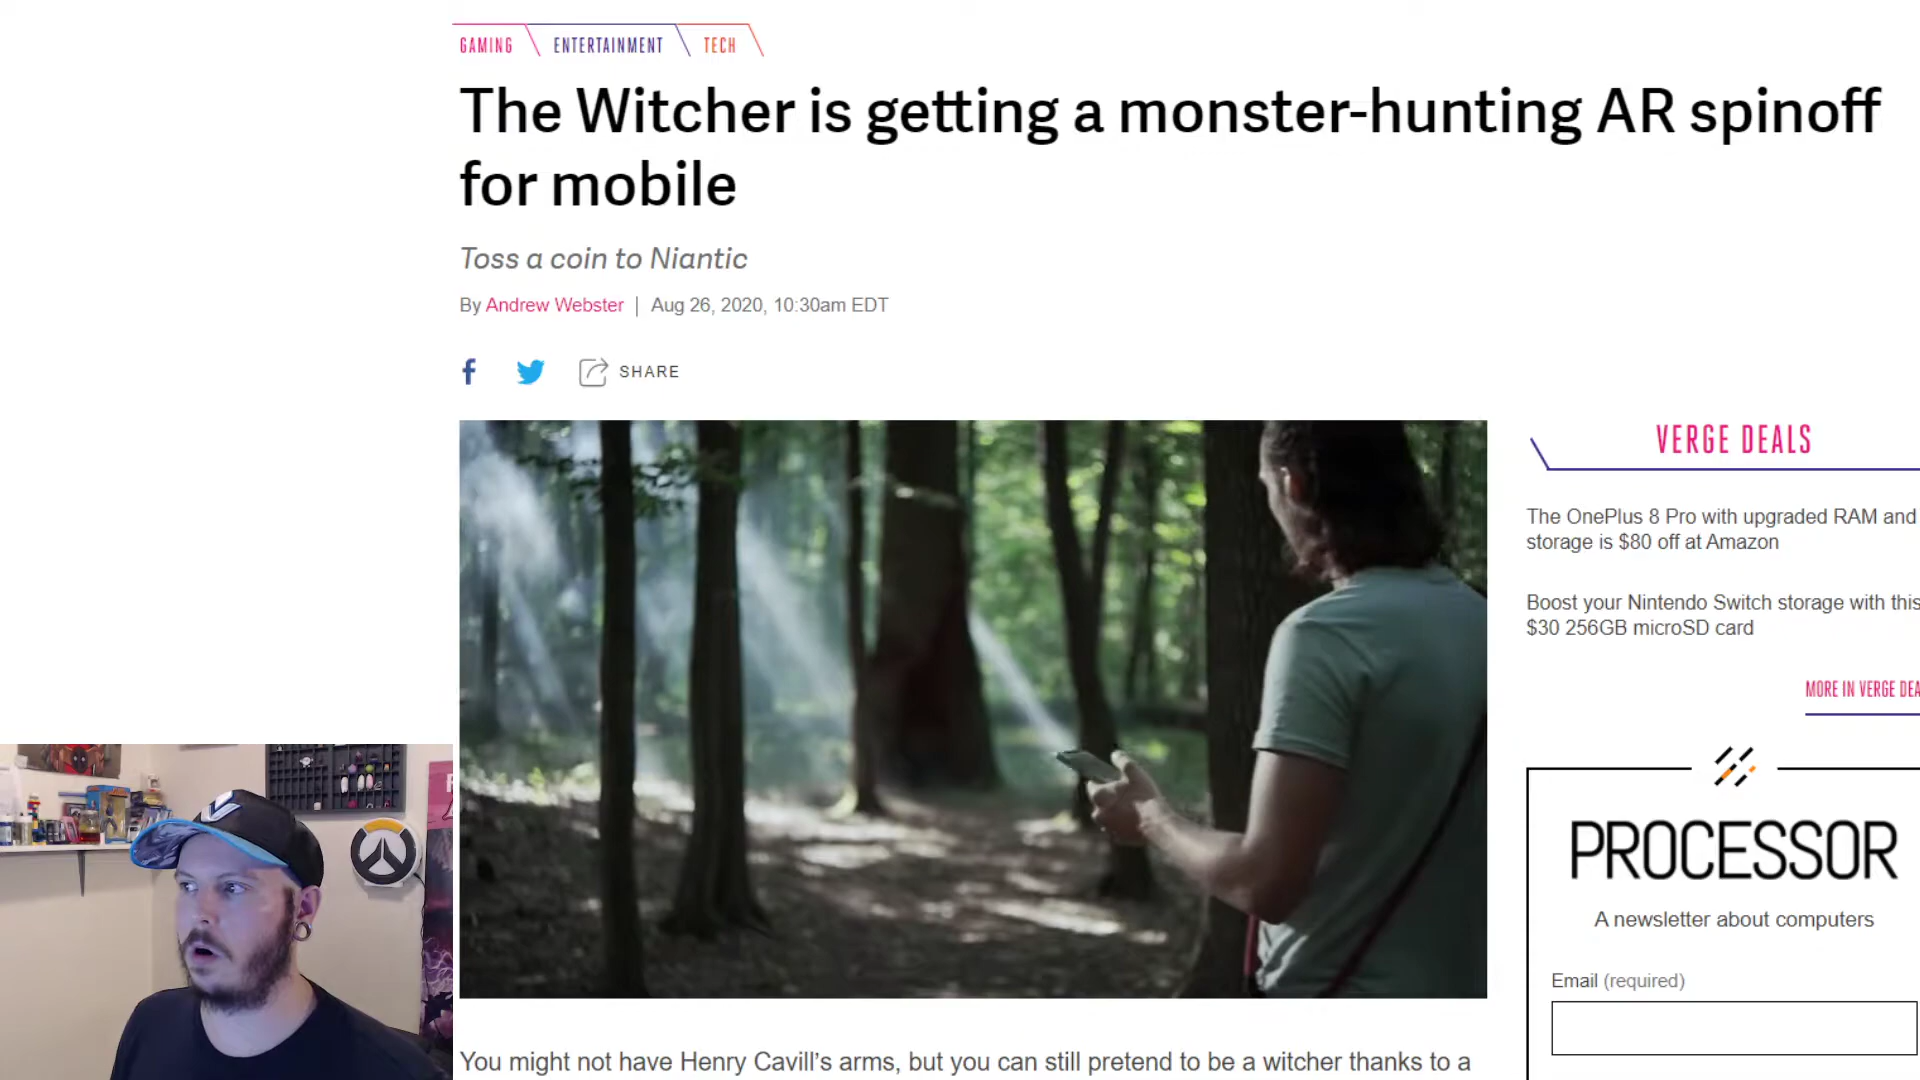 GAMING ENTERTAINMENT TECH
The Witcher is getting a monster-hunting AR spinoff
for mobile
Toss a coin to Niantic
By Andrew Webster | Aug 26, 2020, 10:30am EDT
f SHARE
VERGE DEALS
The OnePlus 8 Pro with upgraded RAM and
storage is $80 off at Amazon
Boost your Nintendo Switch storage with this
$30 256GB microSD card
MORE IN VERGE DEA
PROCESSOR
A newsletter about computers
Email (required)
You might not have Henry Cavill’s arms, but you can still pretend to be a witcher thanks to a